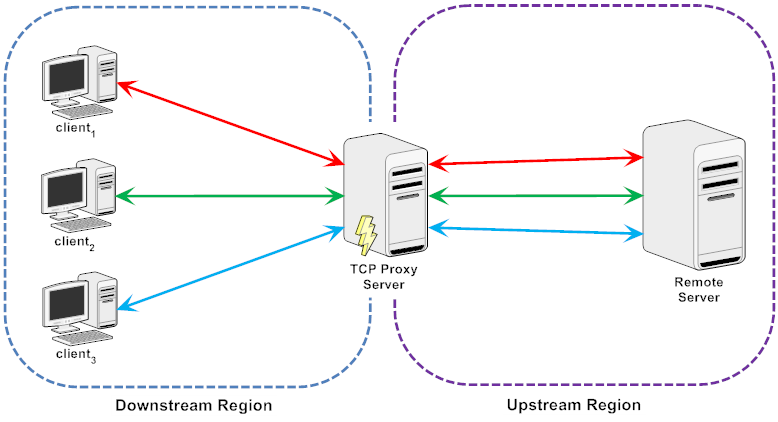 client₁
client₂
client₃
TCP Proxy
Server
Remote
Server
Downstream Region
Upstream Region